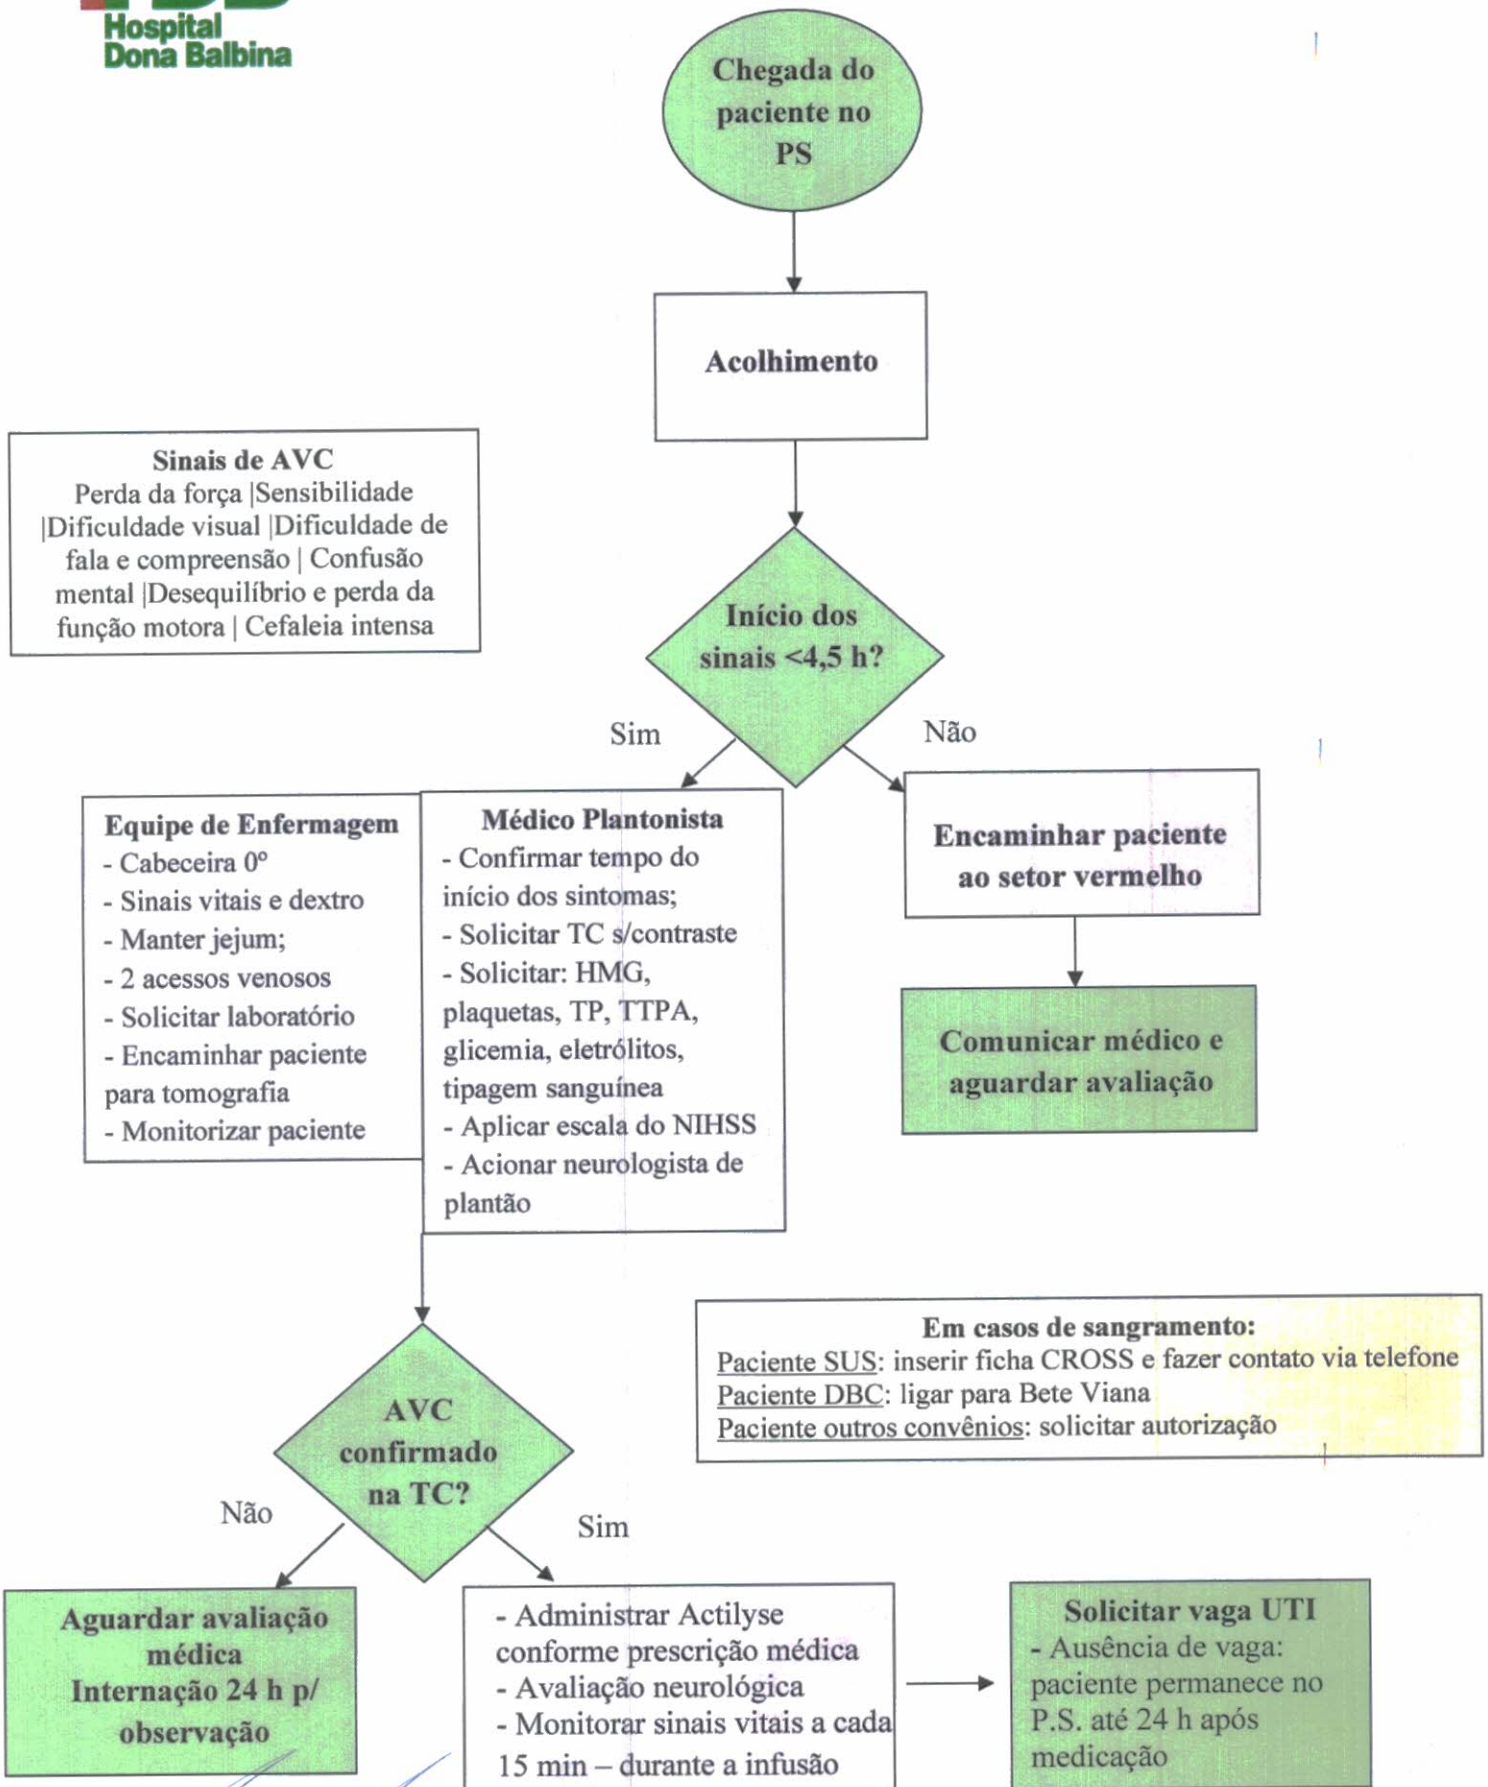 Hospital
Dona Balbina
Chegada do
paciente no
PS
Acolhimento
Sinais de AVC
Perda da força |Sensibilidade
|Dificuldade visual |Dificuldade de
fala e compreensão | Confusão
mental |Desequilíbrio e perda da
função motora | Cefaleia intensa
Início dos
sinais <4,5 h?
Sim
Não
Equipe de Enfermagem
- Cabeceira 0º
- Sinais vitais e dextro
- Manter jejum;
- 2 acessos venosos
- Solicitar laboratório
- Encaminhar paciente
para tomografia
- Monitorizar paciente
Médico Plantonista
- Confirmar tempo do
início dos sintomas;
- Solicitar TC s/contraste
- Solicitar: HMG,
plaquetas, TP, TTPA,
glicemia, eletrólitos,
tipagem sanguínea
- Aplicar escala do NIHSS
- Acionar neurologista de
plantão
Encaminhar paciente
ao setor vermelho
Comunicar médico e
aguardar avaliação
Em casos de sangramento:
Paciente SUS: inserir ficha CROSS e fazer contato via telefone
Paciente DBC: ligar para Bete Viana
Paciente outros convênios: solicitar autorização
AVC
confirmado
na TC?
Não
Sim
Aguardar avaliação
médica
Internação 24 h p/
observação
- Administrar Actilyse
conforme prescrição médica
- Avaliação neurológica
- Monitorar sinais vitais a cada
15 min – durante a infusão
Solicitar vaga UTI
- Ausência de vaga:
paciente permanece no
P.S. até 24 h após
medicação